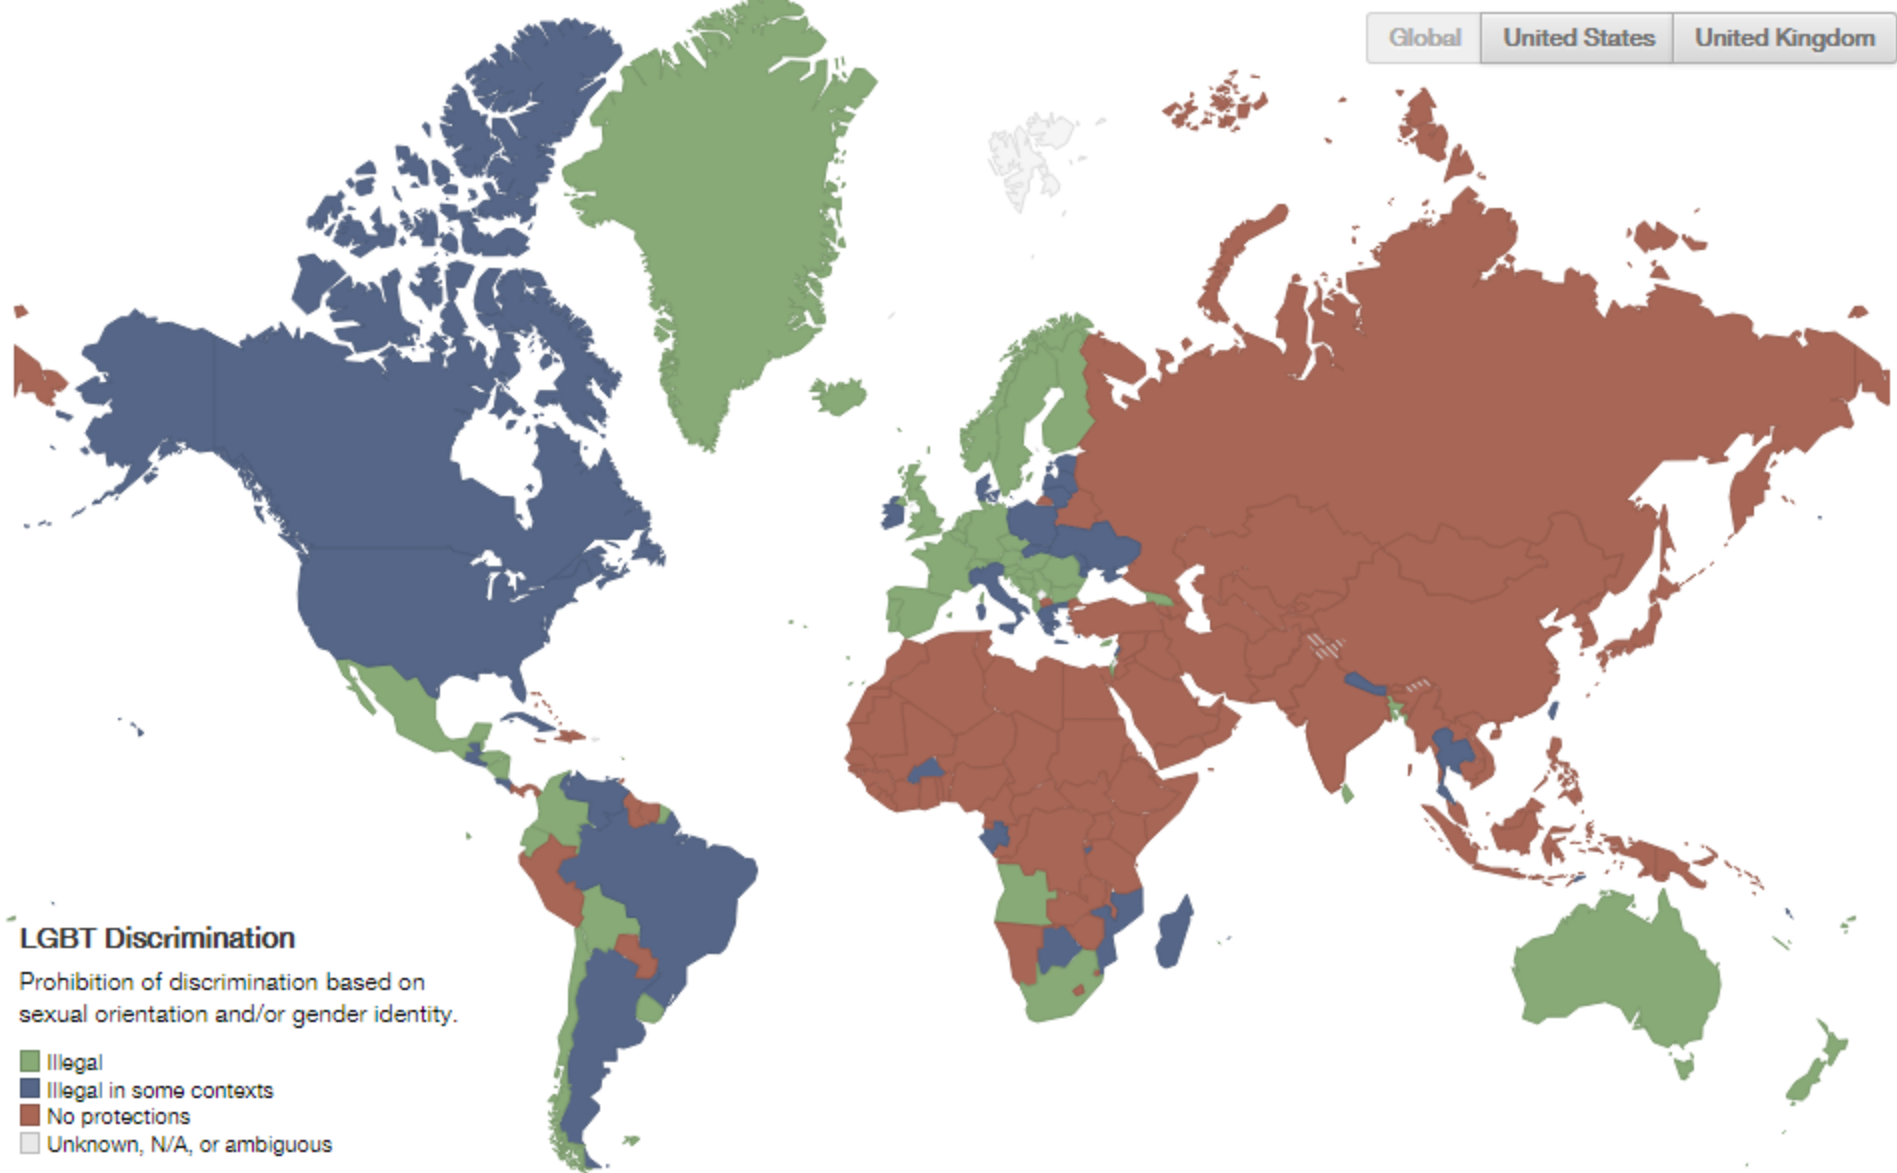 Global
United States
United Kingdom
LGBT Discrimination
Prohibition of discrimination based on
sexual orientation and/or gender identity.
Illegal
Illegal in some contexts
No protections
Unknown, N/A, or ambiguous